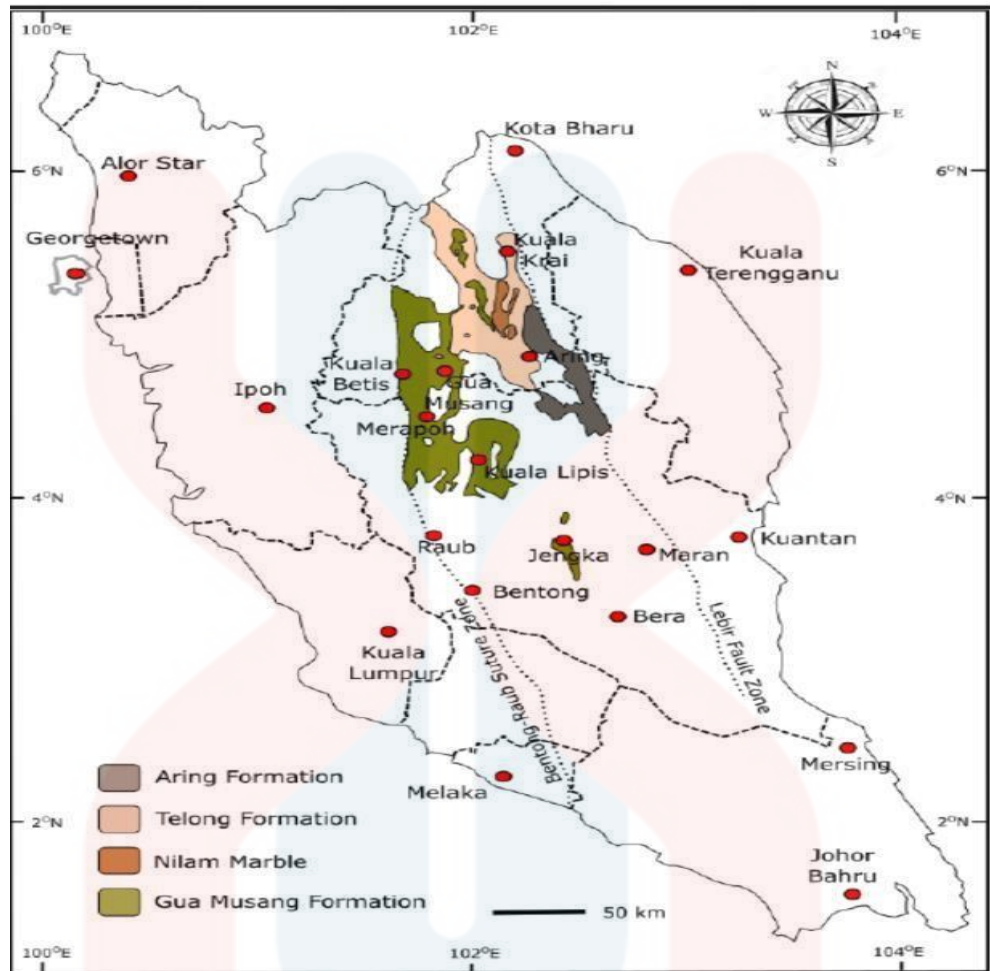 100°E
102°E
104°E
N
W
E
S
Kota Bharu
6°N
Alor Star
6°N
Georgetown
Kuala
Krai
Kuala
Terengganu
Aring
Kuala
Betis
Gua
Musang
Ipoh
Merapoh
Kuala Lipis
4°N
4°N
Raub
Jengka
Maran
Kuantan
Bentong
Bera
Kuala
Lumpur
Bentong-Raub Suture Zone
Lebir Fault Zone
Mersing
Melaka
Aring Formation
Telong Formation
Nilam Marble
Gua Musang Formation
2°N
2°N
Johor
Bahru
50 km
100°E
102°E
104°E